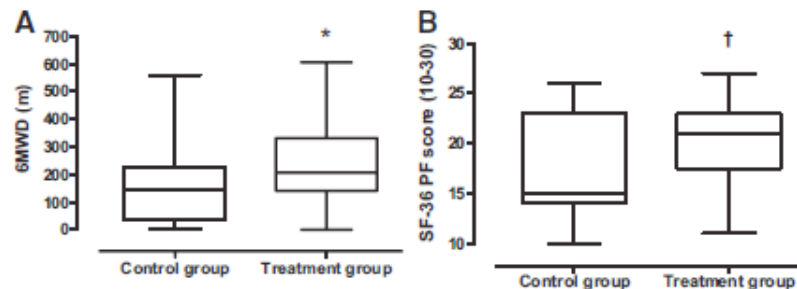 A
6MWD (m)
700
600
500
400
300
200
100
0
*
Control group
Treatment group
B
SF-36 PF score (10-30)
30
25
20
15
10
†
Control group
Treatment group